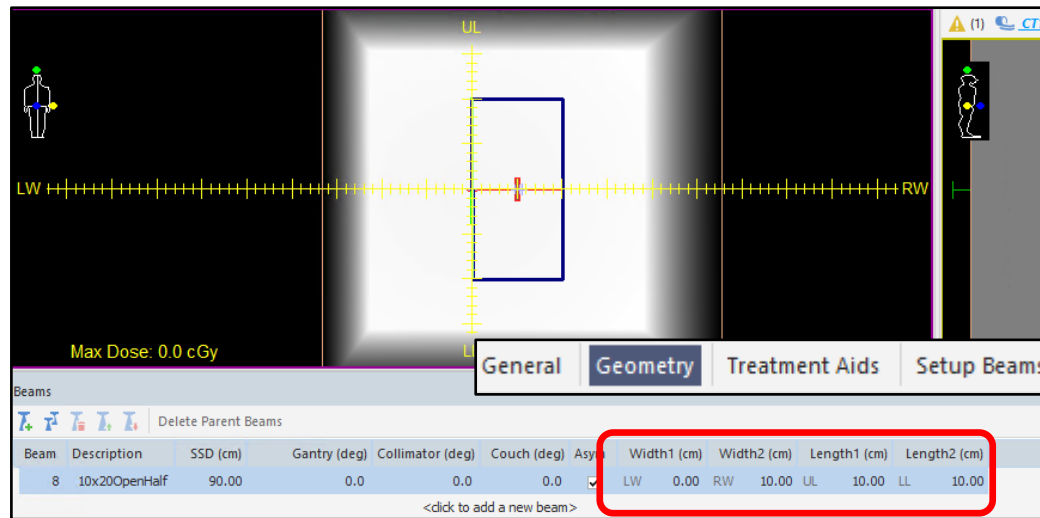 UL
(1) CT
LW RW
Max Dose: 0.0 cGy
General Geometry Treatment Aids Setup Beams
Beams
Delete Parent Beams
Beam Description SSD (cm) Gantry (deg) Collimator (deg) Couch (deg) Width1 (cm) Width2 (cm) Length1 (cm) Length2 (cm)
8 10x20OpenHalf 90.00 0.0 0.0 0.0 LW 0.00 RW 10.00 UL 10.00 LL 10.00
<click to add a new beam>